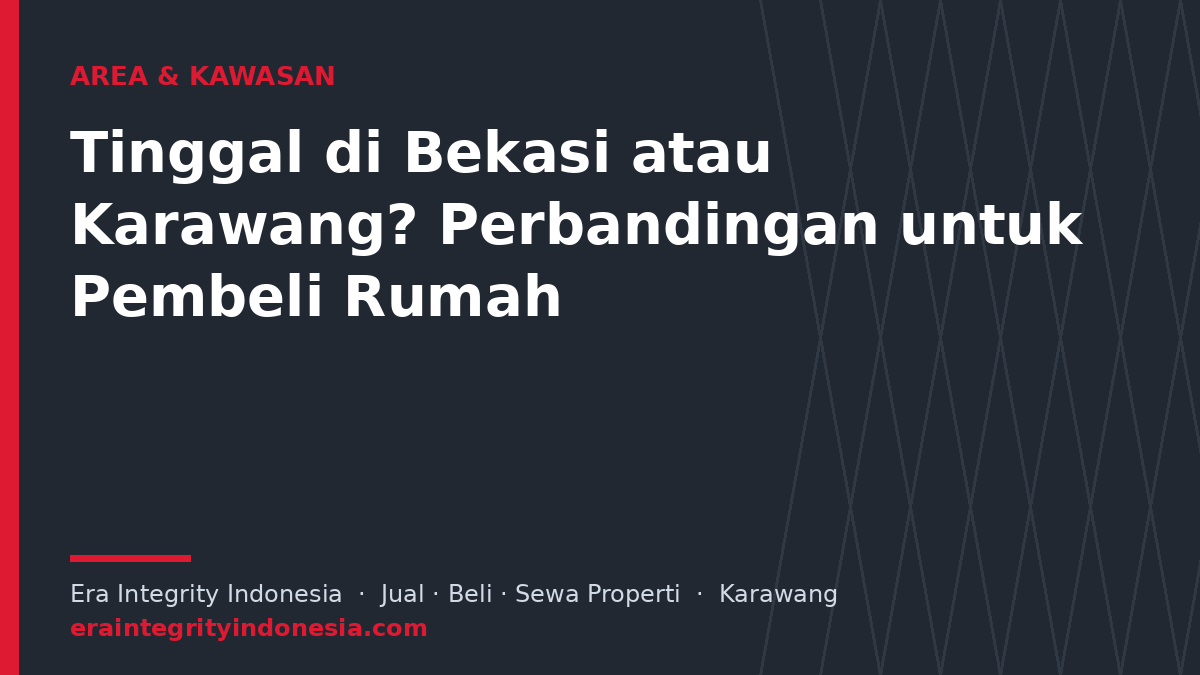 AREA & KAWASAN
Tinggal di Bekasi atau
Karawang? Perbandingan untuk
Pembeli Rumah
Era Integrity Indonesia · Jual · Beli · Sewa Properti · Karawang
eraintegrityindonesia.com